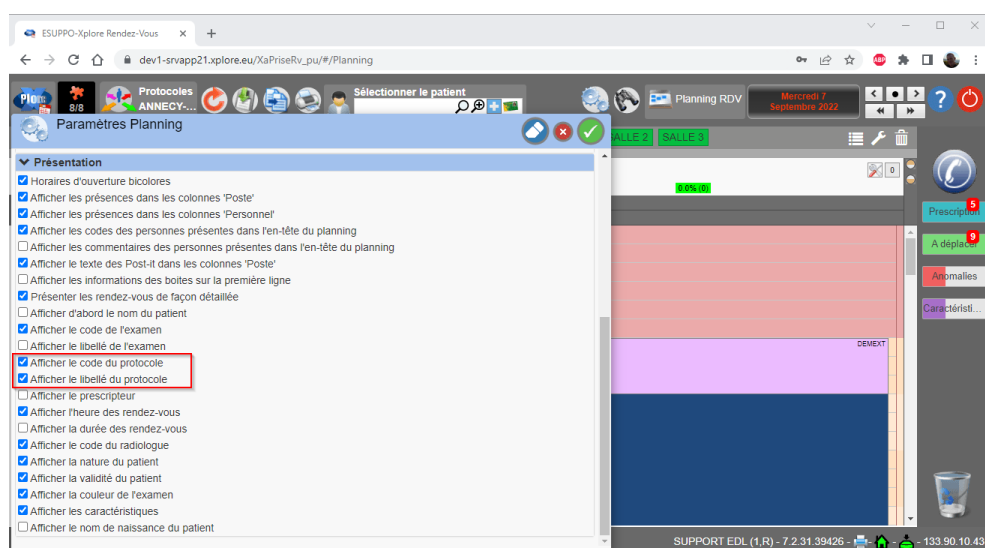 ESUPPO-Xplore Rendez-Vous
dev1-srvapp21.xplore.eu/XaPriseRv_pu/#/Planning
ABP
8/8
Protocoles
ANNECY-...
Sélectionner le patient
Planning RDV
Mercredi 7
Septembre 2022
?
Paramètres Planning
SALLE 2
SALLE 3
Présentation
0
0.0% (0)
Horaires d'ouverture bicolores
Afficher les présences dans les colonnes 'Poste'
Afficher les présences dans les colonnes 'Personnel'
Afficher les codes des personnes présentes dans l'en-tête du planning
Afficher les commentaires des personnes présentes dans l'en-tête du planning
Afficher le texte des Post-it dans les colonnes 'Poste'
Afficher les informations des boites sur la première ligne
Présenter les rendez-vous de façon détaillée
Afficher d'abord le nom du patient
Afficher le code de l'examen
Afficher le libellé de l'examen
Afficher le code du protocole
Afficher le libellé du protocole
Afficher le prescripteur
Afficher l'heure des rendez-vous
Afficher la durée des rendez-vous
Afficher le code du radiologue
Afficher la nature du patient
Afficher la validité du patient
Afficher la couleur de l'examen
Afficher les caractéristiques
Afficher le nom de naissance du patient
DEMEXT
5
Prescription
9
A déplacer
Anomalies
Caractéristi...
SUPPORT EDL (1,R) - 7.2.31.39426 - - - - 133.90.10.43